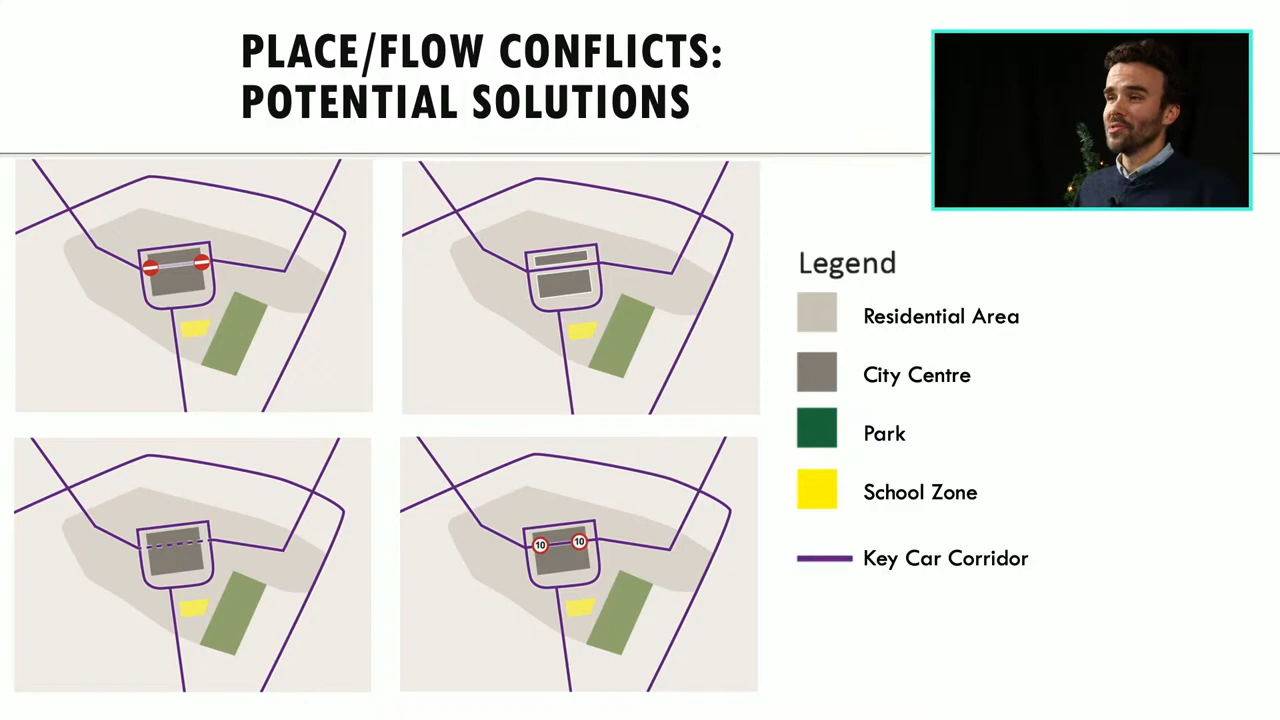 PLACE/FLOW CONFLICTS:
POTENTIAL SOLUTIONS
Legend
Residential Area
City Centre
Park
School Zone
Key Car Corridor
10 10